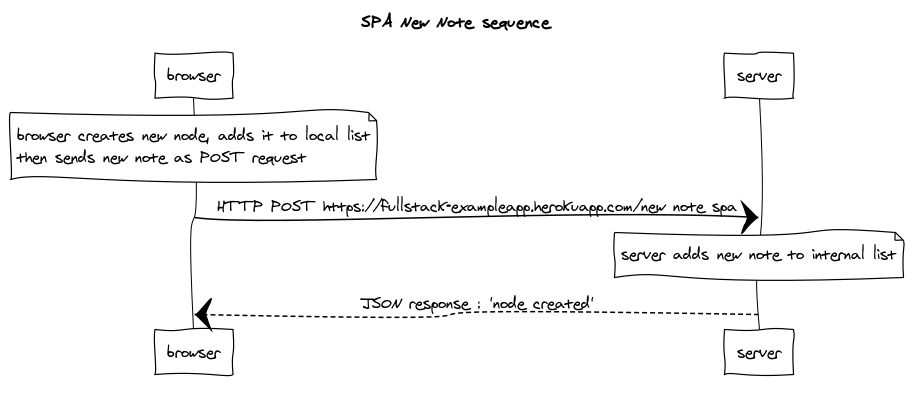 SPA New Note sequence
browser
server
browser creates new node, adds it to local list
then sends new note as POST request
HTTP POST https://fullstack-exampleapp.herokuapp.com/new note spa
server adds new note to internal list
JSON response : 'node created'
browser
server